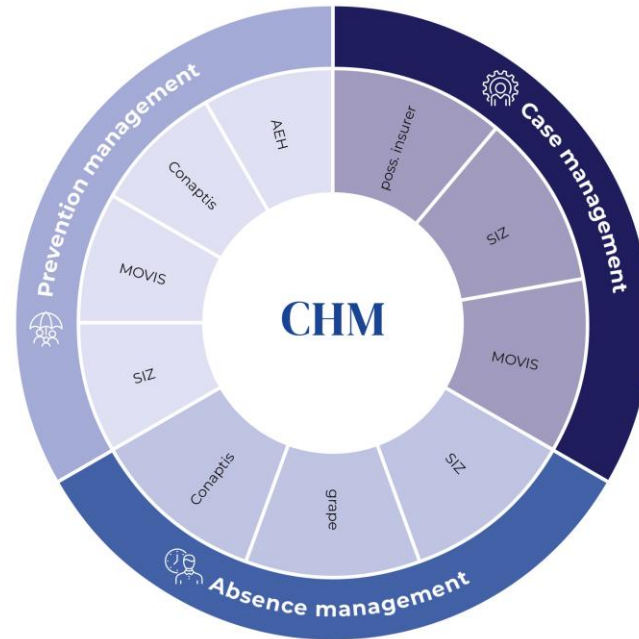 CHM
Prevention management
AEH
Conaptis
MOVIS
SIZ
Case management
poss. insurer
SIZ
MOVIS
Absence management
SIZ
grape
Conaptis